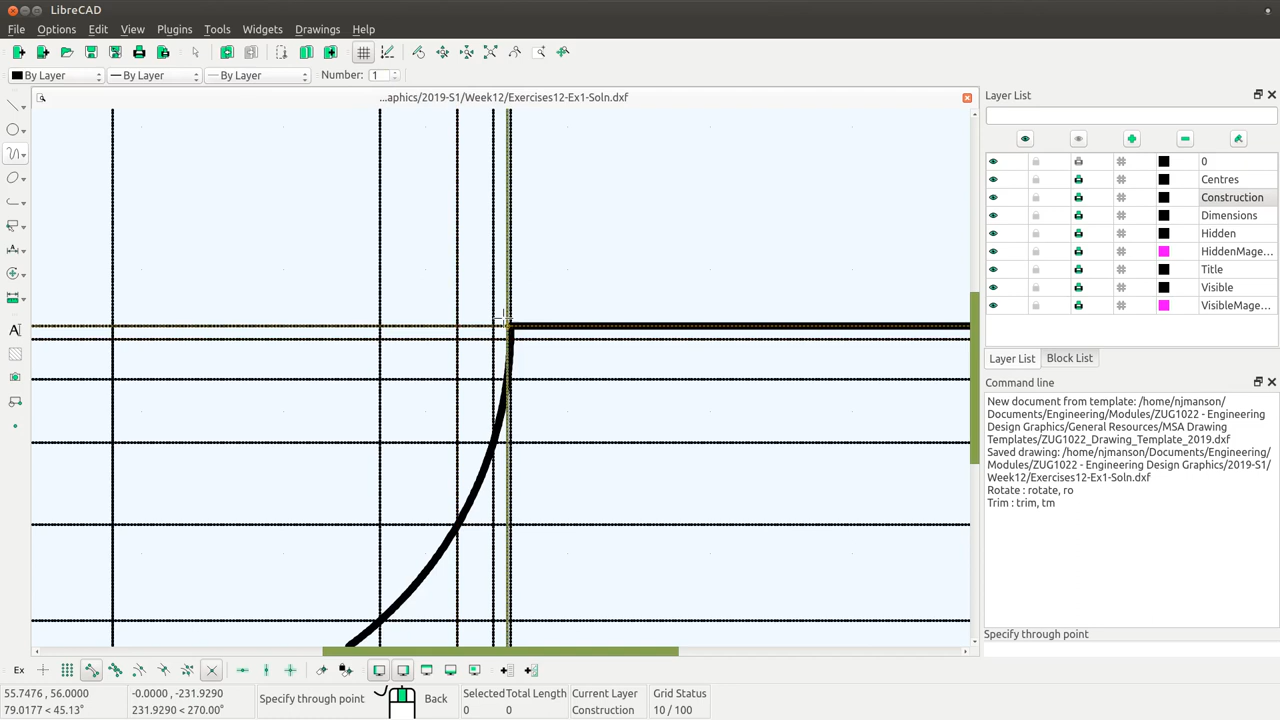 LibreCAD
File Options Edit View Plugins Tools Widgets Drawings Help
By Layer By Layer By Layer Number: 1
...aphics/2019-S1/Week12/Exercises12-Ex1-Soln.dxf
Layer List
0
Centres
Construction
Dimensions
Hidden
HiddenMage...
Title
Visible
VisibleMage...
Layer List Block List
Command line
New document from template: /home/njmanson/
Documents/Engineering/Modules/ZUG1022 - Engineering
Design Graphics/General Resources/MSA Drawing
Templates/ZUG1022_Drawing_Template_2019.dxf
Saved drawing: /home/njmanson/Documents/Engineering/
Modules/ZUG1022 - Engineering Design Graphics/2019-S1/
Week12/Exercises12-Ex1-Soln.dxf
Rotate : rotate, ro
Trim : trim, tm
Specify through point
A
Ex
55.7476 , 56.0000 -0.0000 , -231.9290 Specify through point Back Selected Total Length Current Layer Grid Status
79.0177 < 45.13° 231.9290 < 270.00° 0 0 Construction 10 / 100